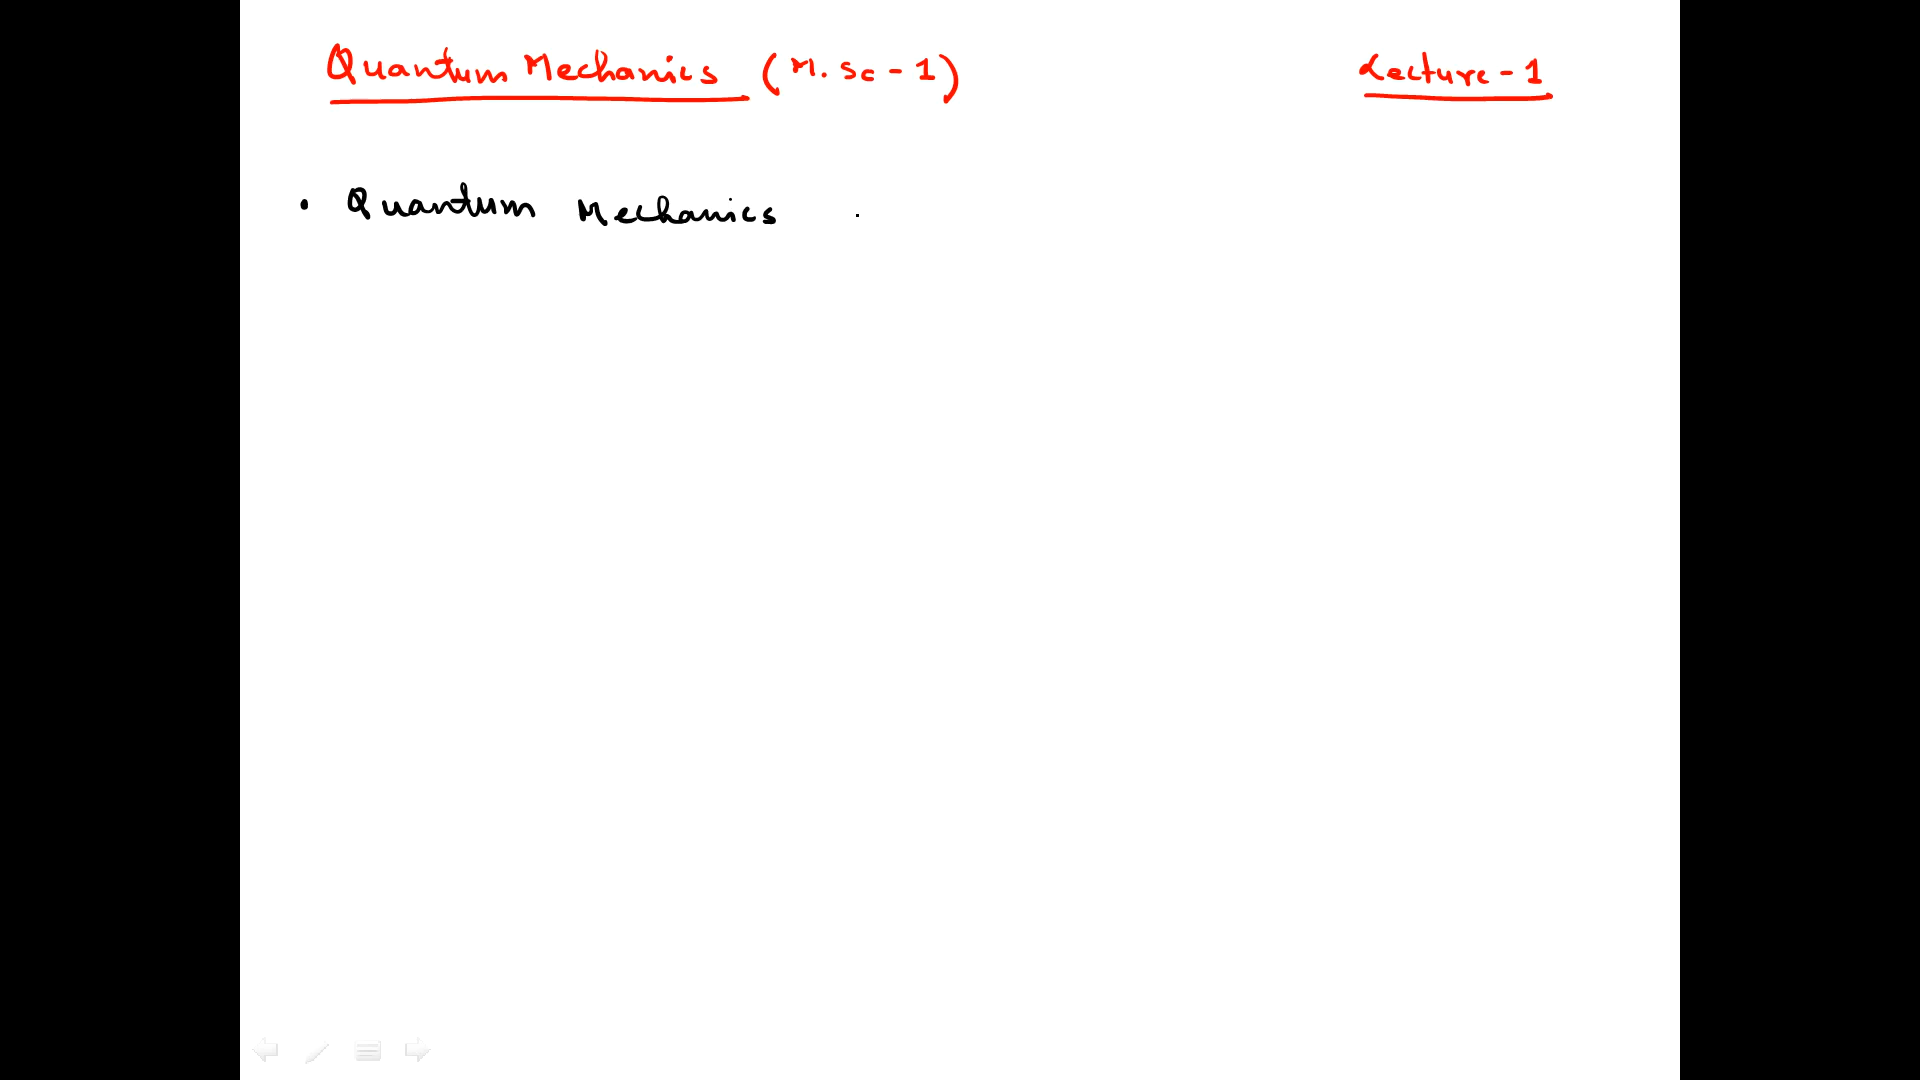 Quantum Mechanics (M.Sc - 1) Lecture - 1
• Quantum Mechanics